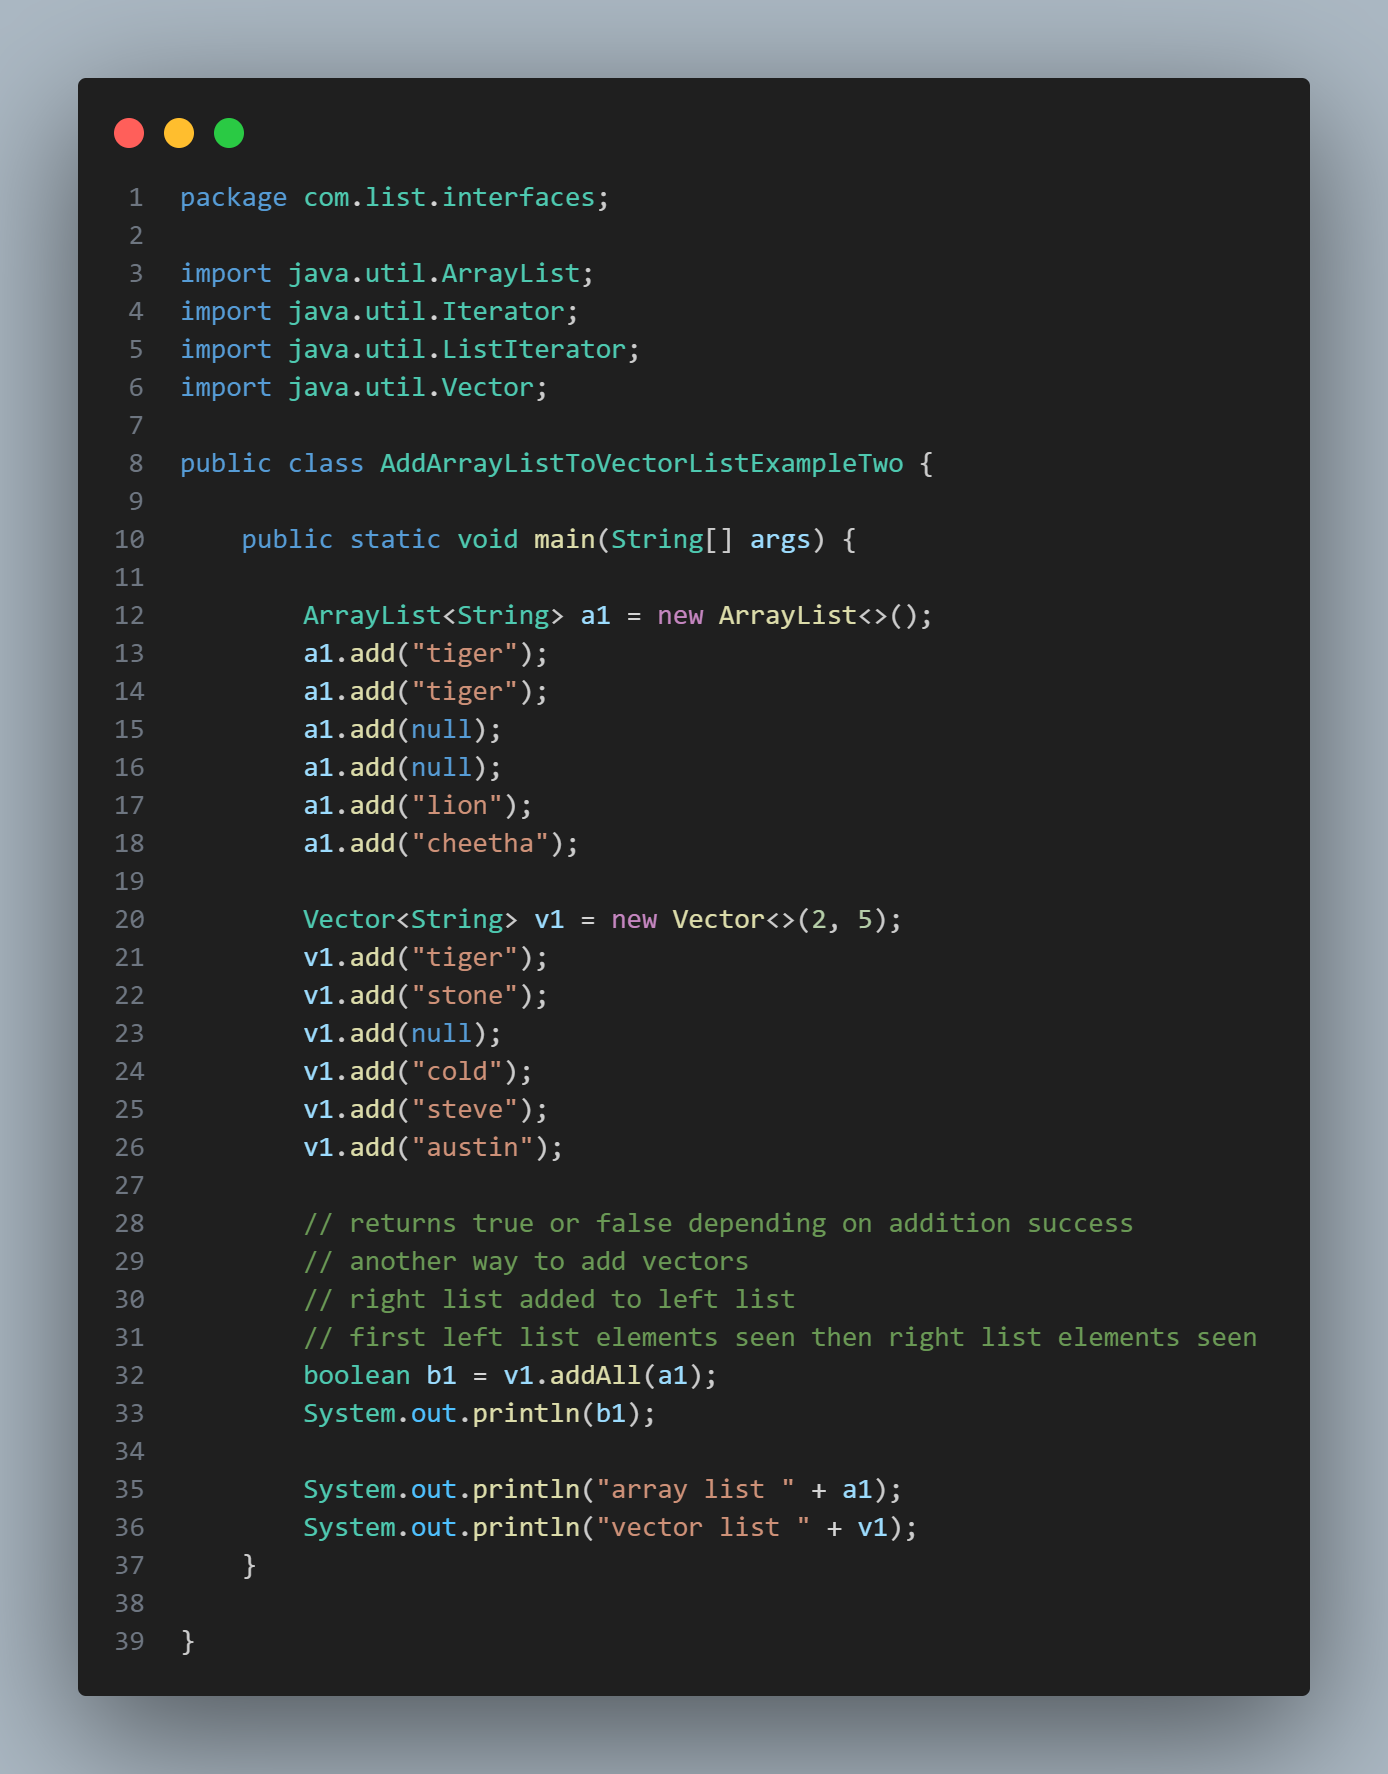 1 package com.list.interfaces;
2
3 import java.util.ArrayList;
4 import java.util.Iterator;
5 import java.util.ListIterator;
6 import java.util.Vector;
7
8 public class AddArrayListToVectorListExampleTwo {
9
10     public static void main(String[] args) {
11
12         ArrayList<String> a1 = new ArrayList<>();
13         a1.add("tiger");
14         a1.add("tiger");
15         a1.add(null);
16         a1.add(null);
17         a1.add("lion");
18         a1.add("cheetha");
19
20         Vector<String> v1 = new Vector<>(2, 5);
21         v1.add("tiger");
22         v1.add("stone");
23         v1.add(null);
24         v1.add("cold");
25         v1.add("steve");
26         v1.add("austin");
27
28         // returns true or false depending on addition success
29         // another way to add vectors
30         // right list added to left list
31         // first left list elements seen then right list elements seen
32         boolean b1 = v1.addAll(a1);
33         System.out.println(b1);
34
35         System.out.println("array list " + a1);
36         System.out.println("vector list " + v1);
37     }
38
39 }